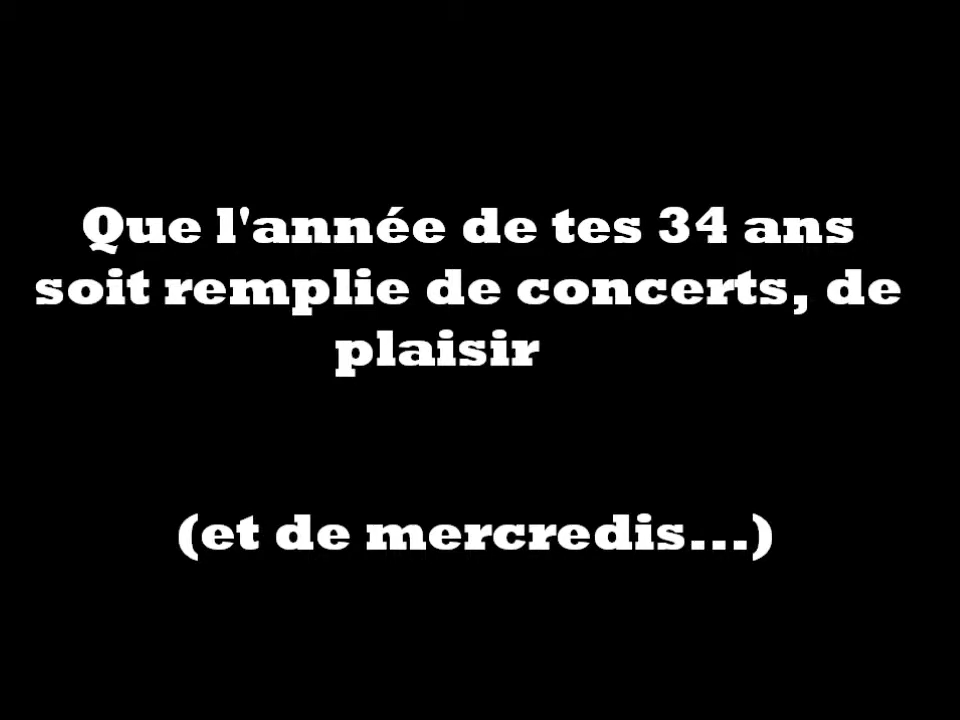 Que l'année de tes 34 ans
soit remplie de concerts, de
plaisir
(et de mercredis...)